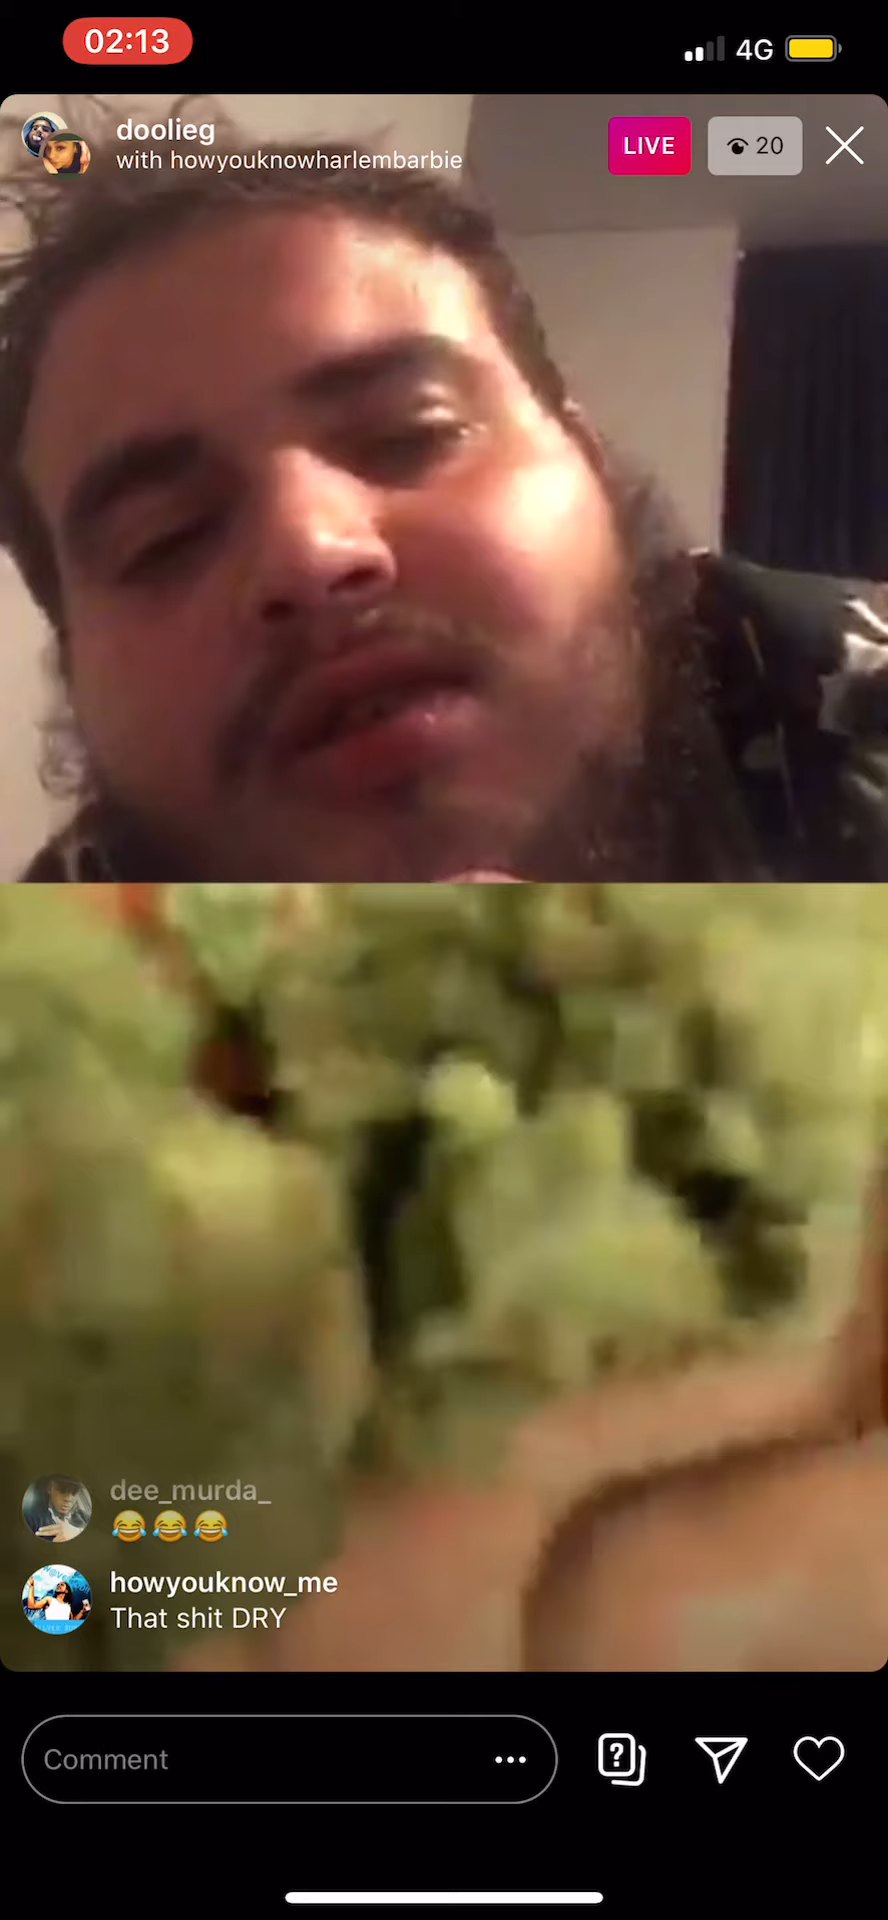 02:13
4G
doolieg
LIVE
20
with howyouknowharlembarbie
dee_murda_
😂😂😂
howyouknow_me
That shit DRY
Comment